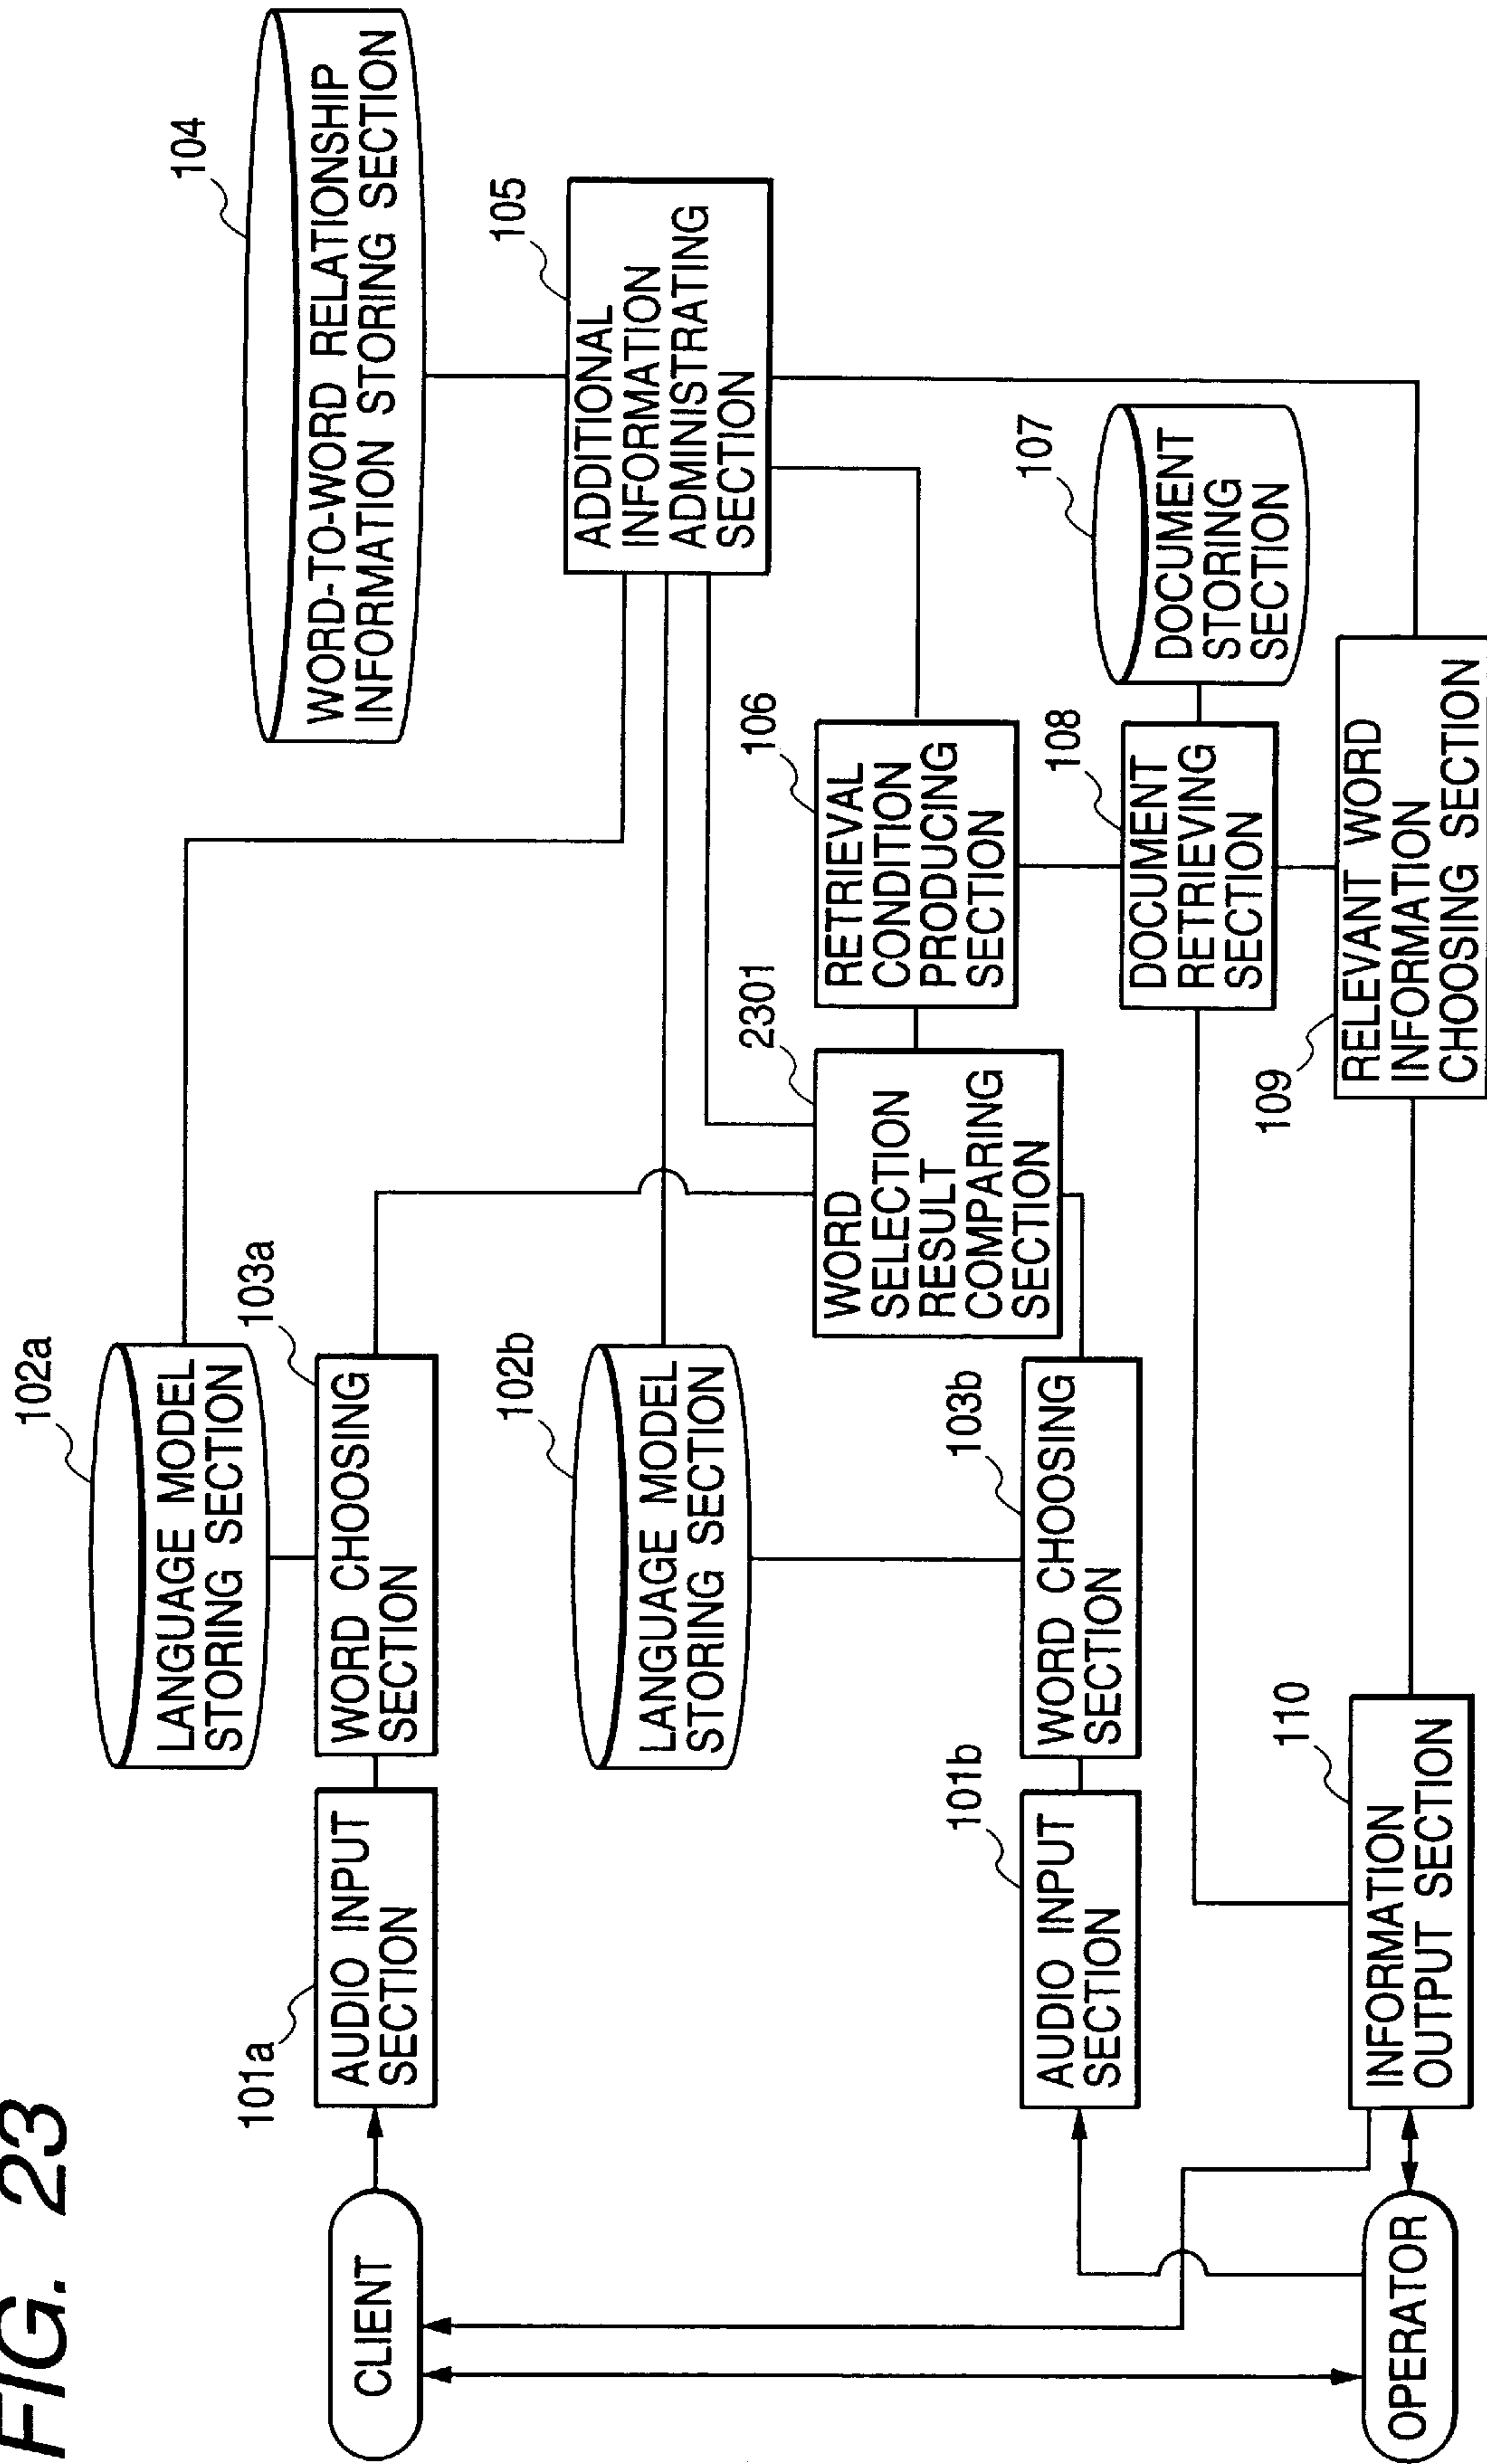 FIG. 23
102a
LANGUAGE MODEL
STORING SECTION
104
WORD-TO-WORD RELATIONSHIP
INFORMATION STORING SECTION
101a
AUDIO INPUT
SECTION
103a
WORD CHOOSING
SECTION
CLIENT
105
ADDITIONAL
INFORMATION
ADMINISTRATING
SECTION
102b
LANGUAGE MODEL
STORING SECTION
2301
WORD
SELECTION
RESULT
COMPARING
SECTION
106
RETRIEVAL
CONDITION
PRODUCING
SECTION
101b
AUDIO INPUT
SECTION
103b
WORD CHOOSING
SECTION
107
DOCUMENT
STORING
SECTION
108
DOCUMENT
RETRIEVING
SECTION
OPERATOR
110
INFORMATION
OUTPUT SECTION
109
RELEVANT WORD
INFORMATION
CHOOSING SECTION